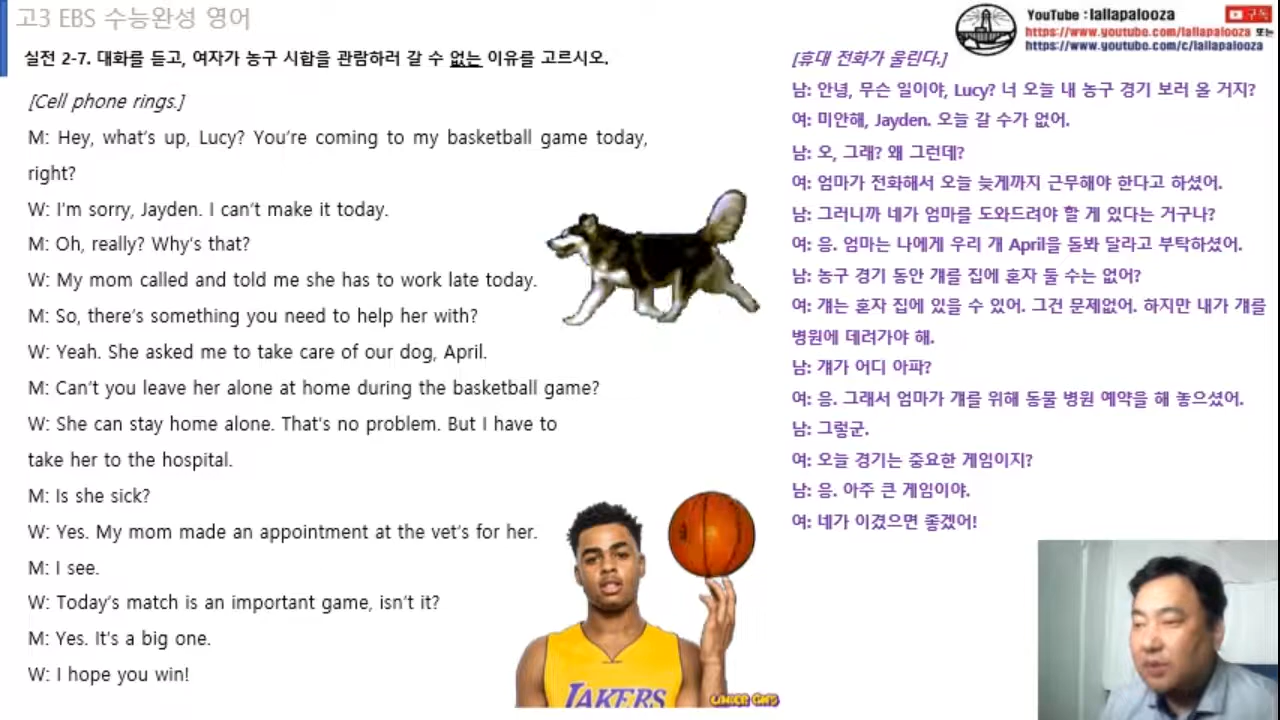 고3 EBS 수능완성 영어
YouTube : lallapalooza
구독
https://www.youtube.com/lallapalooza 또는
https://www.youtube.com/c/lallapalooza
실전 2-7. 대화를 듣고, 여자가 농구 시합을 관람하러 갈 수 없는 이유를 고르시오.
[Cell phone rings.]
M: Hey, what's up, Lucy? You're coming to my basketball game today,
right?
W: I'm sorry, Jayden. I can't make it today.
M: Oh, really? Why's that?
W: My mom called and told me she has to work late today.
M: So, there's something you need to help her with?
W: Yeah. She asked me to take care of our dog, April.
M: Can't you leave her alone at home during the basketball game?
W: She can stay home alone. That's no problem. But I have to
take her to the hospital.
M: Is she sick?
W: Yes. My mom made an appointment at the vet's for her.
M: I see.
W: Today's match is an important game, isn't it?
M: Yes. It's a big one.
W: I hope you win!
LAKERS
[휴대 전화가 울린다.]
남: 안녕, 무슨 일이야, Lucy? 너 오늘 내 농구 경기 보러 올 거지?
여: 미안해, Jayden. 오늘 갈 수가 없어.
남: 오, 그래? 왜 그런데?
여: 엄마가 전화해서 오늘 늦게까지 근무해야 한다고 하셨어.
남: 그러니까 네가 엄마를 도와드려야 할 게 있다는 거구나?
여: 응. 엄마는 나에게 우리 개 April을 돌봐 달라고 부탁하셨어.
남: 농구 경기 동안 걔를 집에 혼자 둘 수는 없어?
여: 걔는 혼자 집에 있을 수 있어. 그건 문제없어. 하지만 내가 걔를
병원에 데려가야 해.
남: 걔가 어디 아파?
여: 응. 그래서 엄마가 걔를 위해 동물 병원 예약을 해 놓으셨어.
남: 그렇군.
여: 오늘 경기는 중요한 게임이지?
남: 응. 아주 큰 게임이야.
여: 네가 이겼으면 좋겠어!